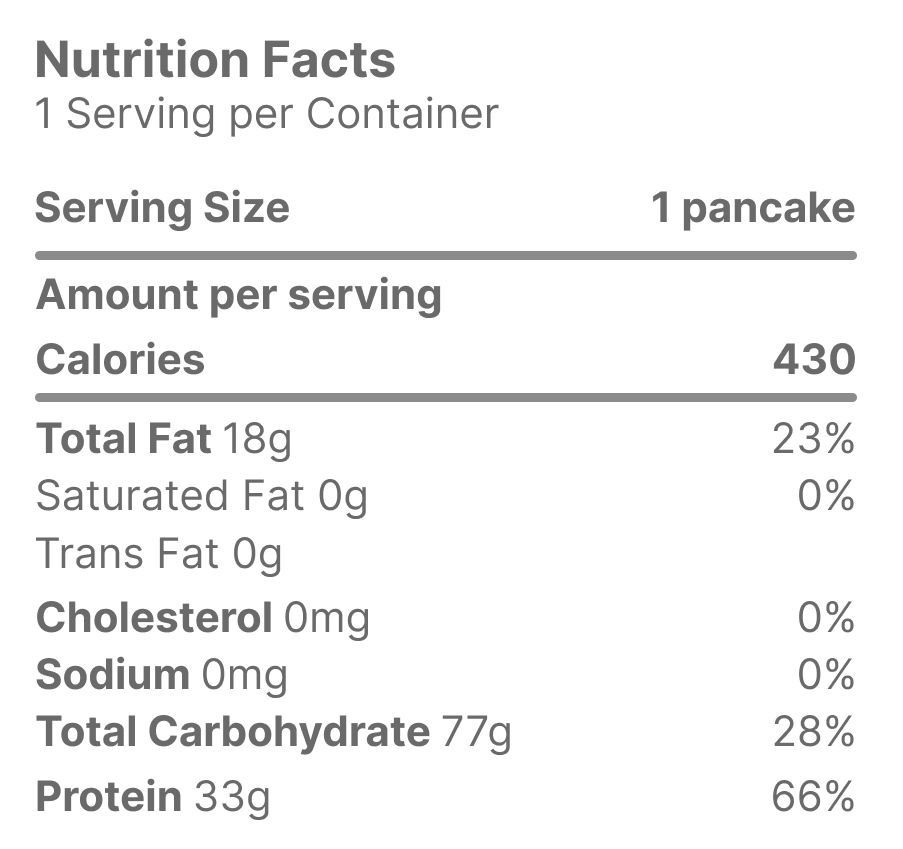 Nutrition Facts
1 Serving per Container
Serving Size 1 pancake
Amount per serving
Calories 430
Total Fat 18g 23%
Saturated Fat 0g 0%
Trans Fat 0g
Cholesterol 0mg 0%
Sodium 0mg 0%
Total Carbohydrate 77g 28%
Protein 33g 66%